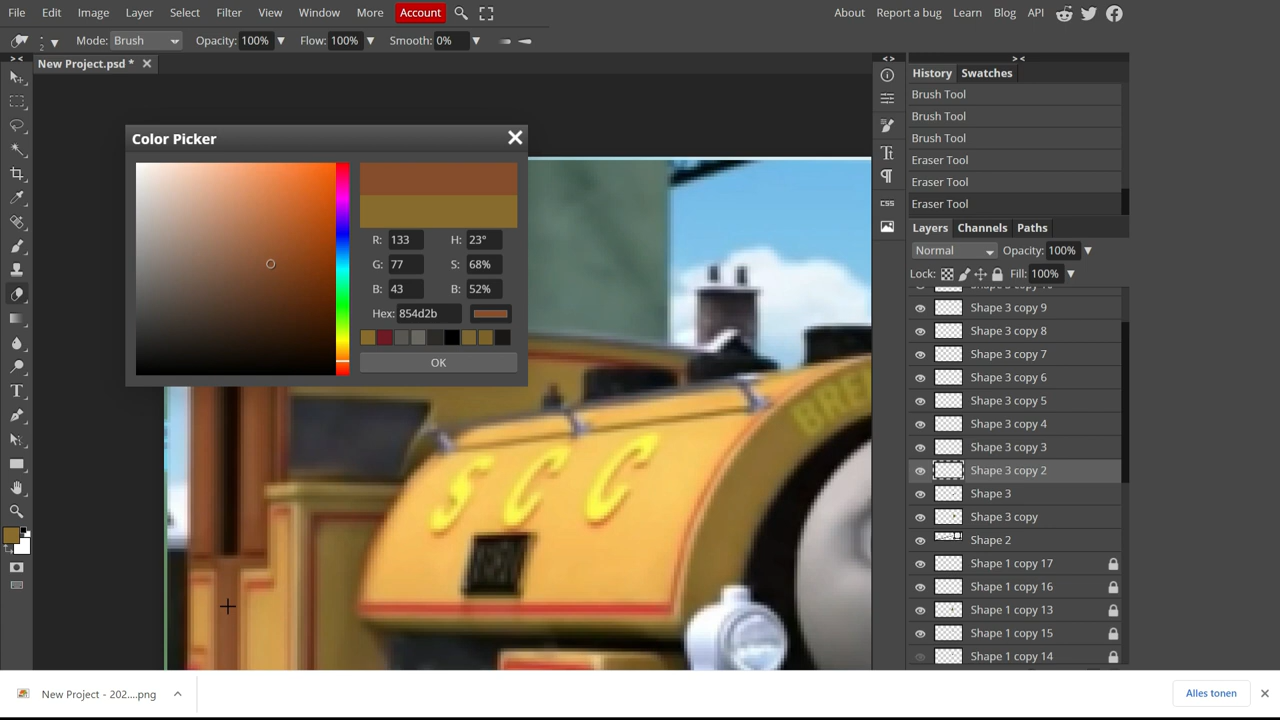 File Edit Image Layer Select Filter View Window More Account About Report a bug Learn Blog API
2 Mode: Brush Opacity: 100% Flow: 100% Smooth: 0%
New Project.psd *
History Swatches
Brush Tool
Brush Tool
Brush Tool
Eraser Tool
Eraser Tool
Eraser Tool
Layers Channels Paths
Normal Opacity: 100%
Lock: Fill: 100%
Shape 3 copy 9
Shape 3 copy 8
Shape 3 copy 7
Shape 3 copy 6
Shape 3 copy 5
Shape 3 copy 4
Shape 3 copy 3
Shape 3 copy 2
Shape 3
Shape 3 copy
Shape 2
Shape 1 copy 17
Shape 1 copy 16
Shape 1 copy 13
Shape 1 copy 15
Shape 1 copy 14
Color Picker
R: 133 H: 23°
G: 77 S: 68%
B: 43 B: 52%
Hex: 854d2b
OK
SCC
CSS
New Project - 202....png
Alles tonen